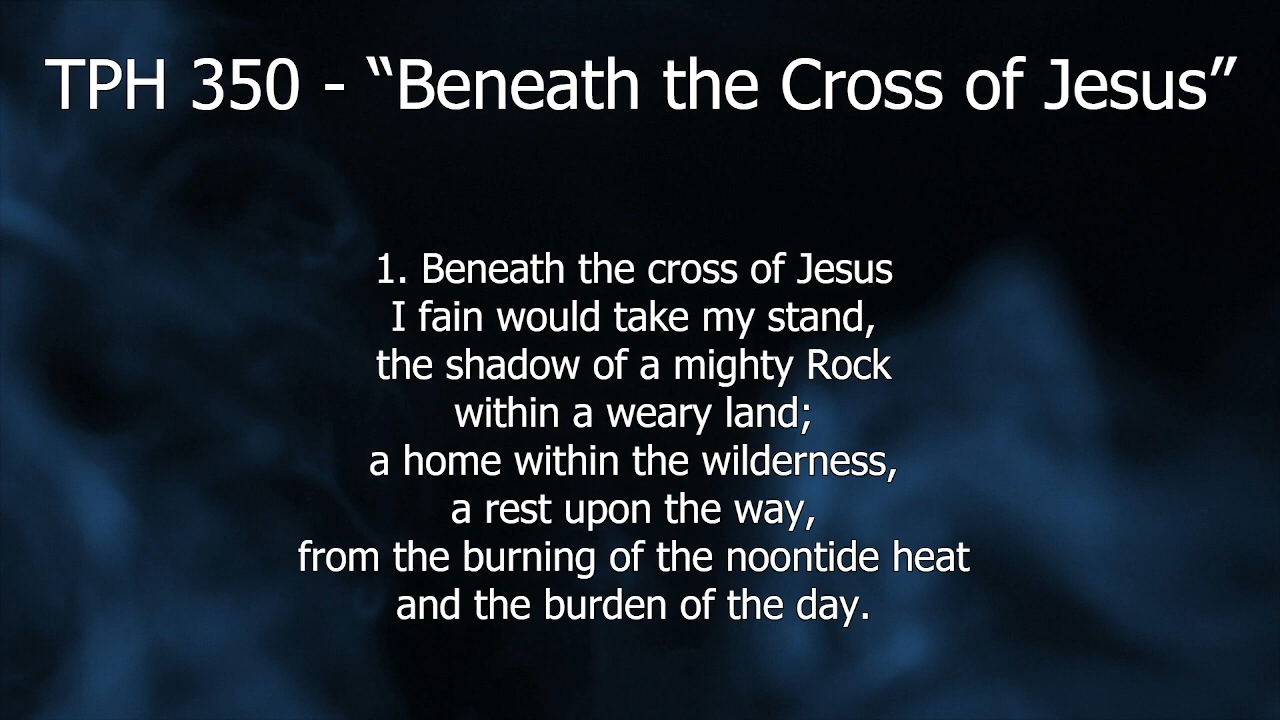 TPH 350 - “Beneath the Cross of Jesus”
1. Beneath the cross of Jesus
I fain would take my stand,
the shadow of a mighty Rock
within a weary land;
a home within the wilderness,
a rest upon the way,
from the burning of the noontide heat
and the burden of the day.